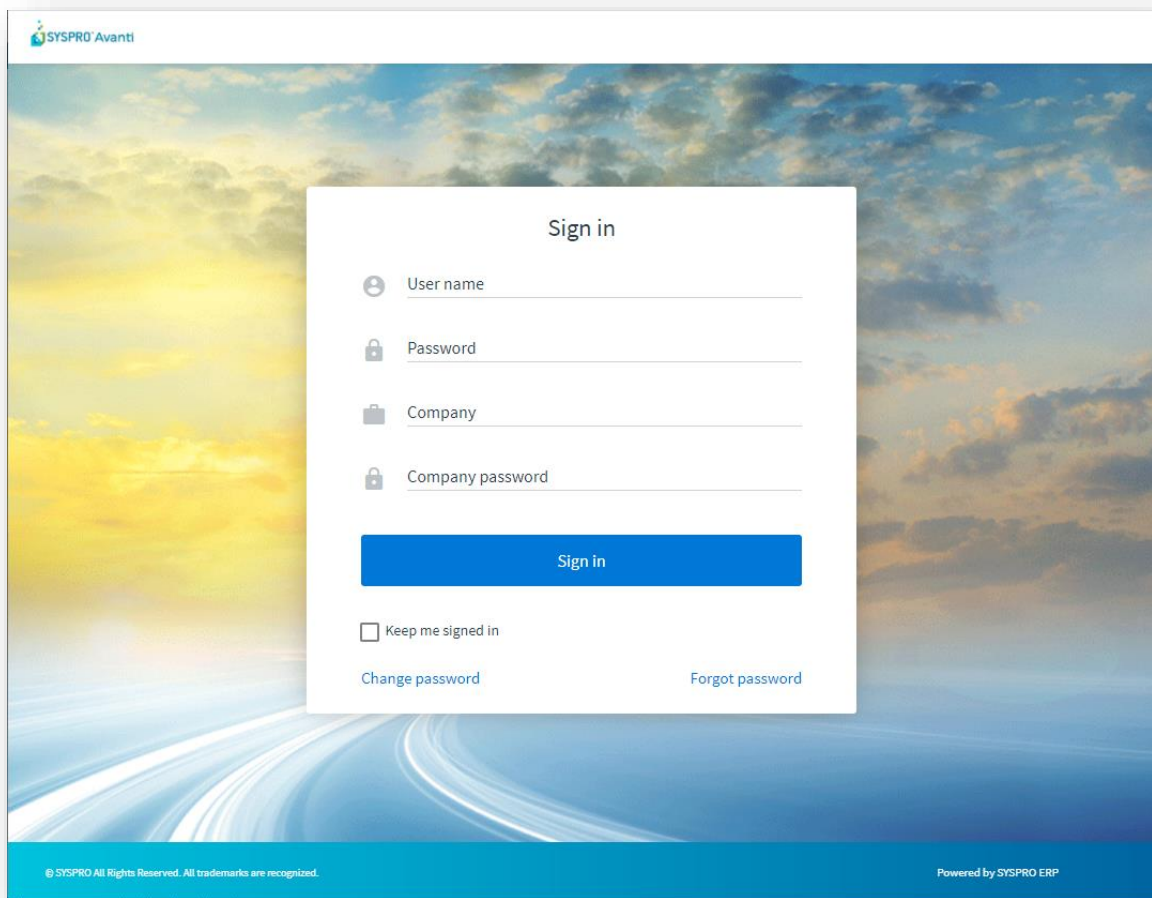 SYSPRO Avanti
Sign in
User name
Password
Company
Company password
Sign in
Keep me signed in
Change password Forgot password
© SYSPRO All Rights Reserved. All trademarks are recognized. Powered by SYSPRO ERP